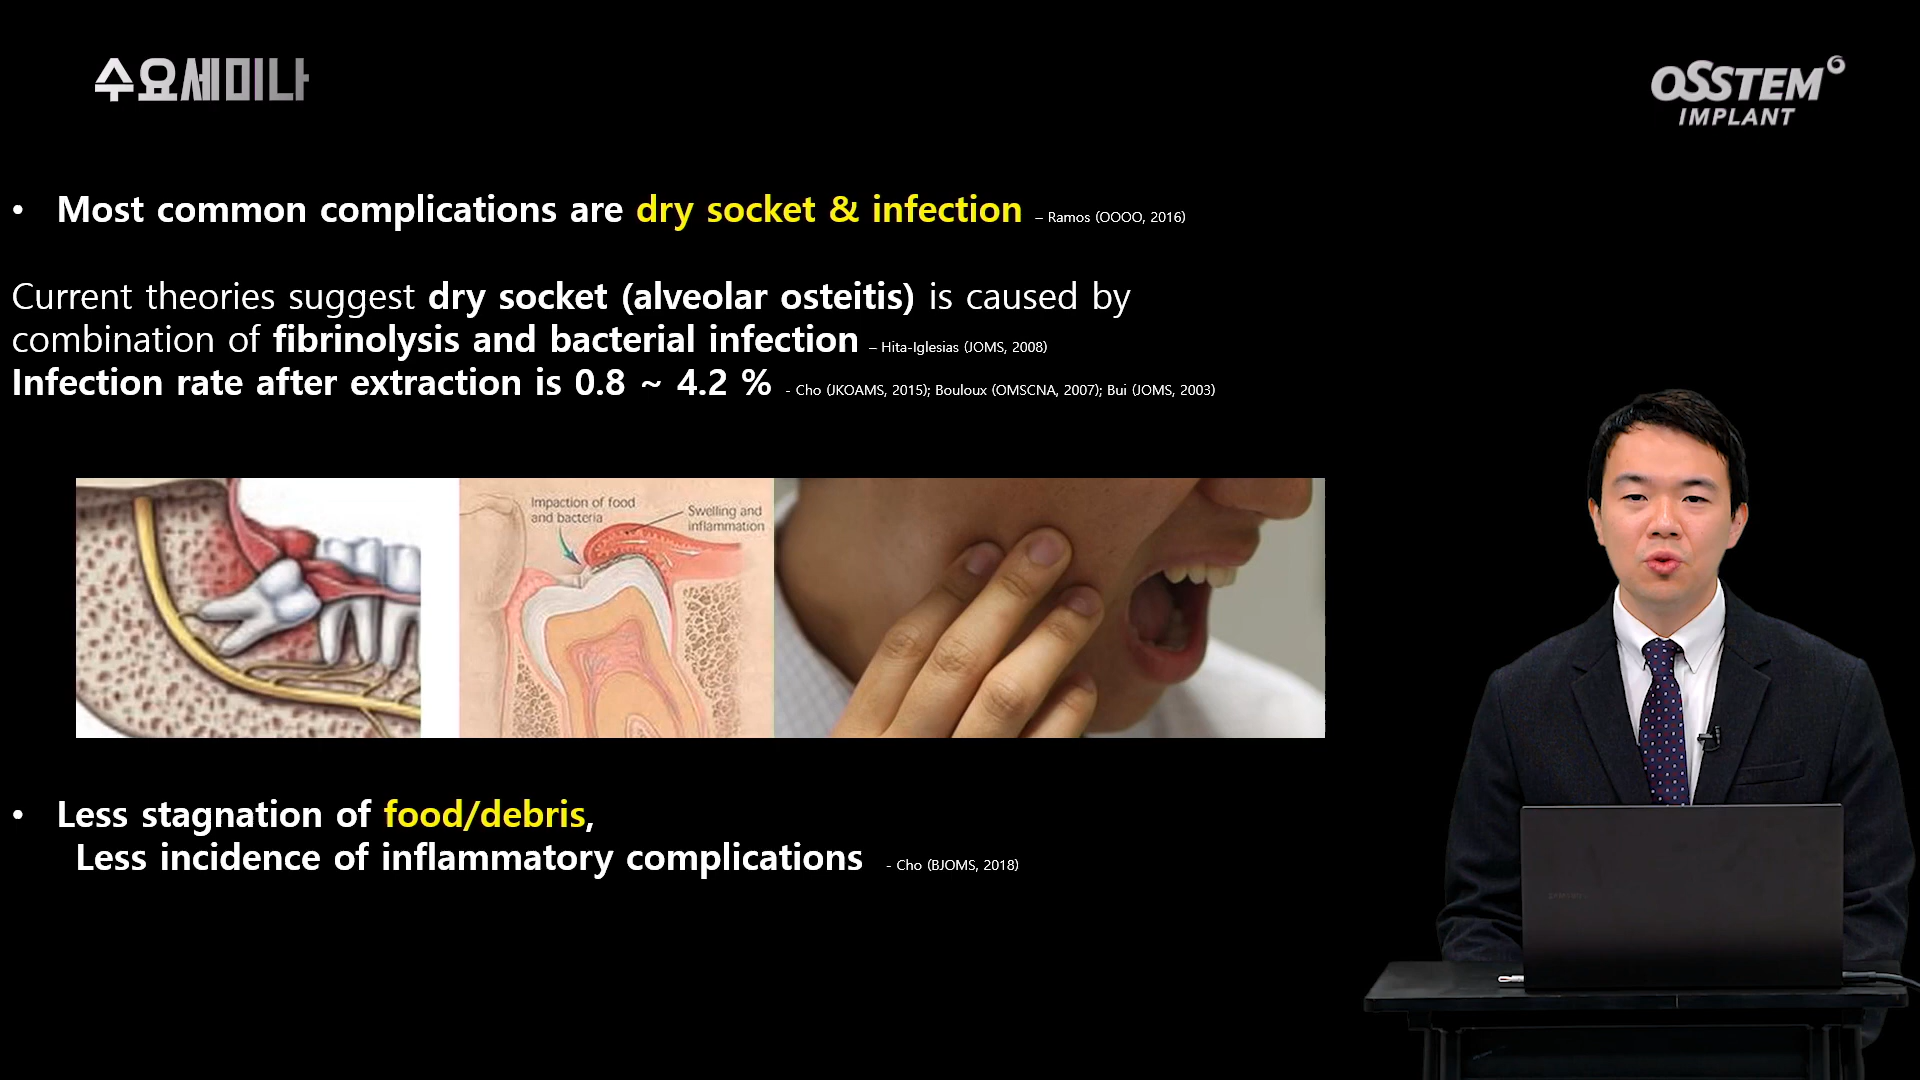 수요세미나
OSSTEM
IMPLANT
• Most common complications are dry socket & infection – Ramos (OOOO, 2016)
Current theories suggest dry socket (alveolar osteitis) is caused by
combination of fibrinolysis and bacterial infection – Hita-Iglesias (JOMS, 2008)
Infection rate after extraction is 0.8 ~ 4.2 % - Cho (JKOAMS, 2015); Bouloux (OMSCNA, 2007); Bui (JOMS, 2003)
Impaction of food
and bacteria
Swelling and
inflammation
• Less stagnation of food/debris,
Less incidence of inflammatory complications - Cho (BJOMS, 2018)